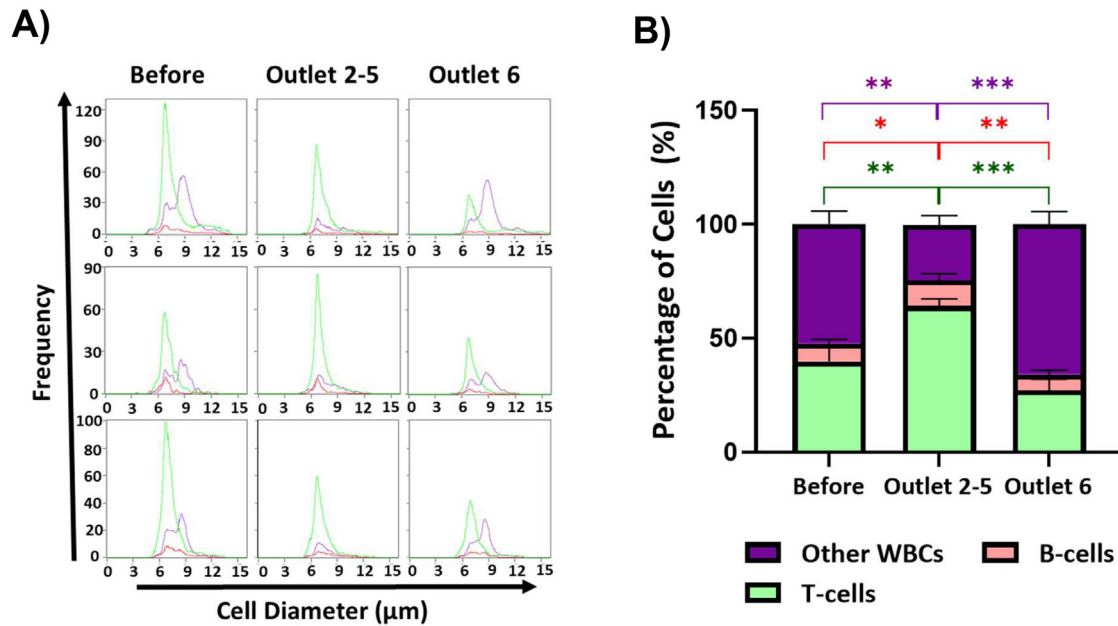 A)
Before Outlet 2-5 Outlet 6
120
90
60
30
0
0 3 6 9 12 15 0 3 6 9 12 15 0 3 6 9 12 15
90
60
30
0
0 3 6 9 12 15 0 3 6 9 12 15 0 3 6 9 12 15
100
80
60
40
20
0
0 3 6 9 12 15 0 3 6 9 12 15 0 3 6 9 12 15
Frequency
Cell Diameter (µm)
B)
** ***
* **
** ***
150
100
50
0
Percentage of Cells (%)
Before Outlet 2-5 Outlet 6
Other WBCs B-cells
T-cells